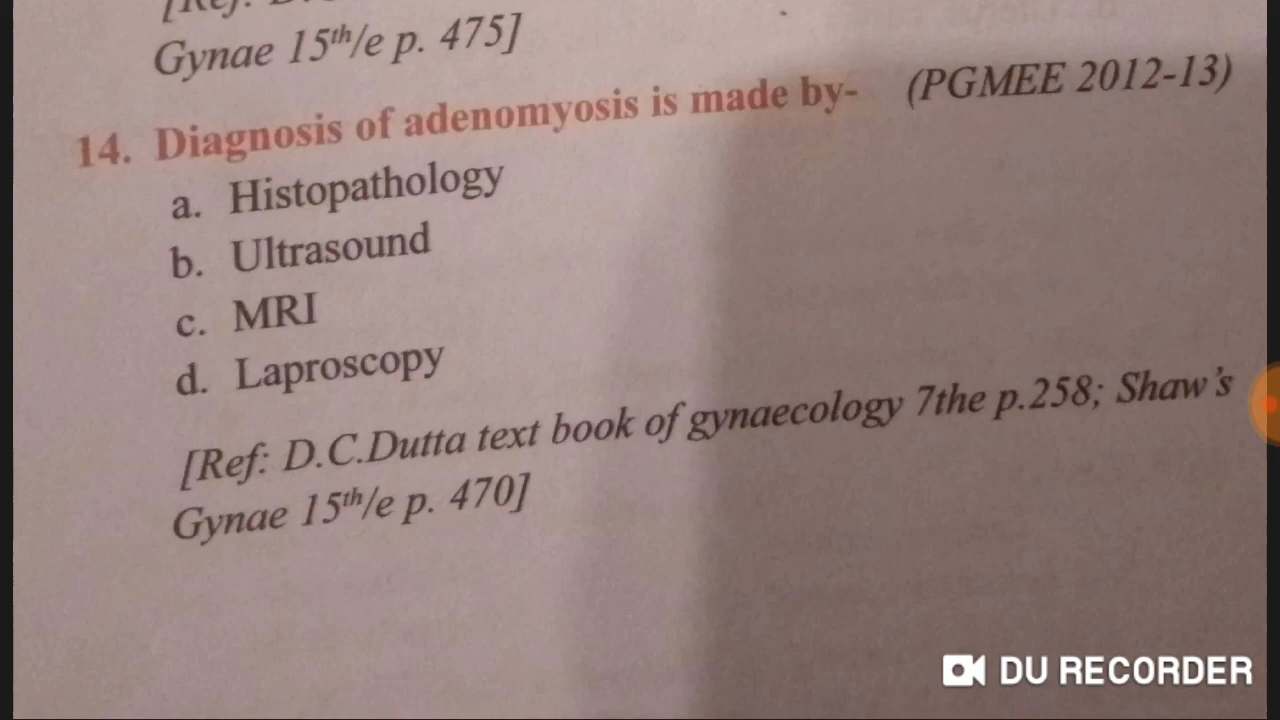 Gynae 15th/e p. 475]
14. Diagnosis of adenomyosis is made by- (PGMEE 2012-13)
a. Histopathology
b. Ultrasound
c. MRI
d. Laproscopy
[Ref: D.C.Dutta text book of gynaecology 7the p.258; Shaw's
Gynae 15th/e p. 470]
DU RECORDER